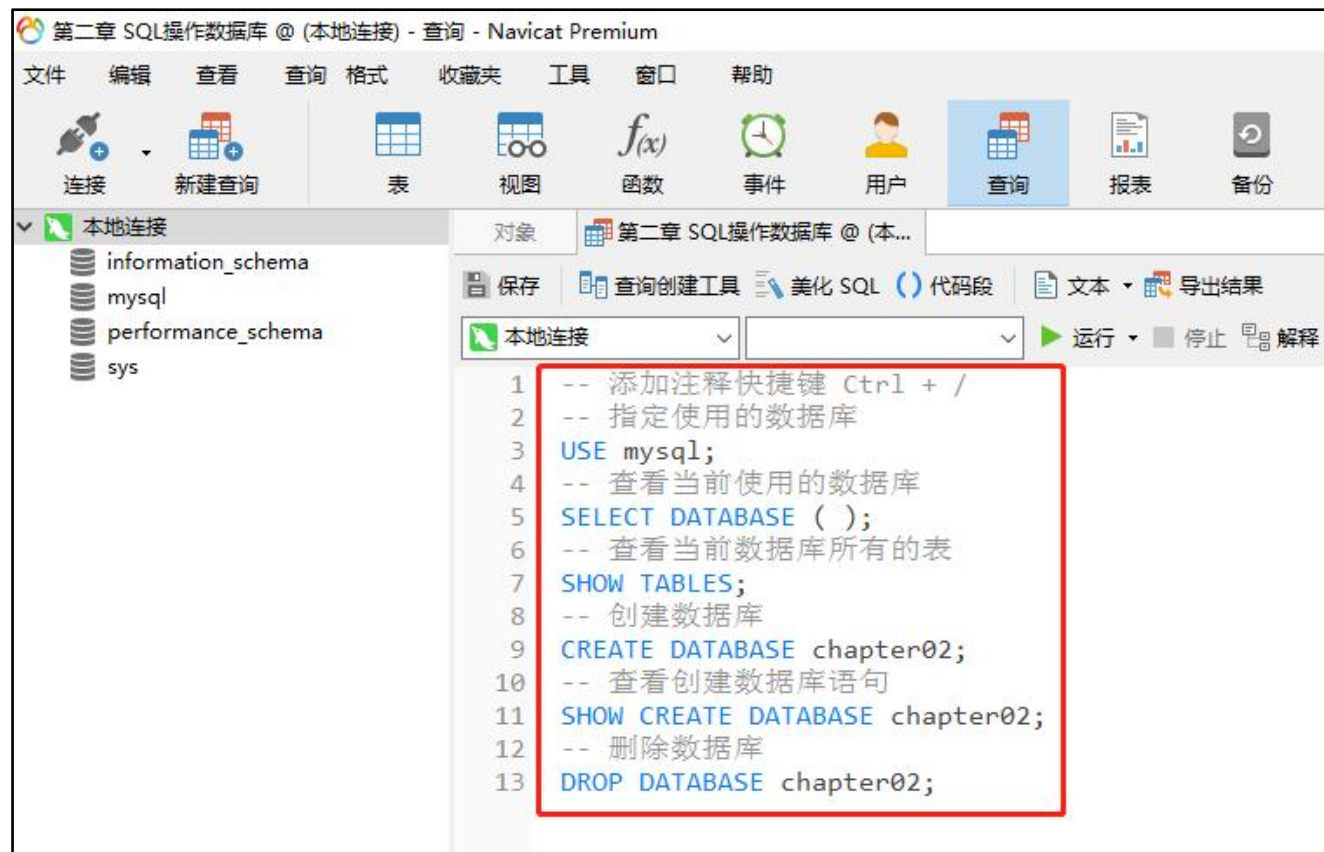 第二章 SQL操作数据库 @ (本地连接) - 查询 - Navicat Premium
文件 编辑 查看 查询 格式 收藏夹 工具 窗口 帮助
f(x)
连接 新建查询 表 视图 函数 事件 用户 查询 报表 备份
本地连接
information_schema
mysql
performance_schema
sys
对象 第二章 SQL操作数据库 @ (本...
保存 查询创建工具 美化 SQL () 代码段 文本 导出结果
本地连接 运行 停止 解释
1 -- 添加注释快捷键 Ctrl + /
2 -- 指定使用的数据库
3 USE mysql;
4 -- 查看当前使用的数据库
5 SELECT DATABASE ( );
6 -- 查看当前数据库所有的表
7 SHOW TABLES;
8 -- 创建数据库
9 CREATE DATABASE chapter02;
10 -- 查看创建数据库语句
11 SHOW CREATE DATABASE chapter02;
12 -- 删除数据库
13 DROP DATABASE chapter02;